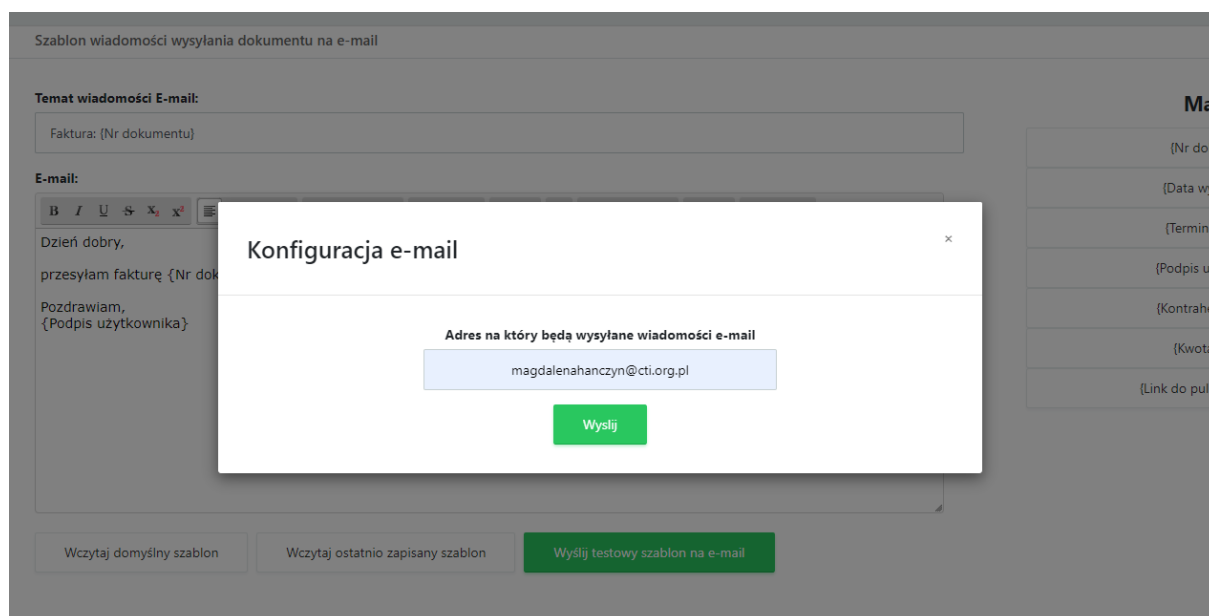 Szablon wiadomości wysyłania dokumentu na e-mail
Temat wiadomości E-mail:
Ma
Faktura: {Nr dokumentu}
{Nr do
E-mail:
{Data wy
B I U S X₂ X²
Dzień dobry,
{Termin
przesyłam fakturę {Nr dok
{Podpis u
Pozdrawiam,
{Podpis użytkownika}
{Kontrahe
{Kwota
{Link do pul
Konfiguracja e-mail
×
Adres na który będą wysyłane wiadomości e-mail
magdalenahanczyn@cti.org.pl
Wyslij
Wczytaj domyślny szablon
Wczytaj ostatnio zapisany szablon
Wyślij testowy szablon na e-mail